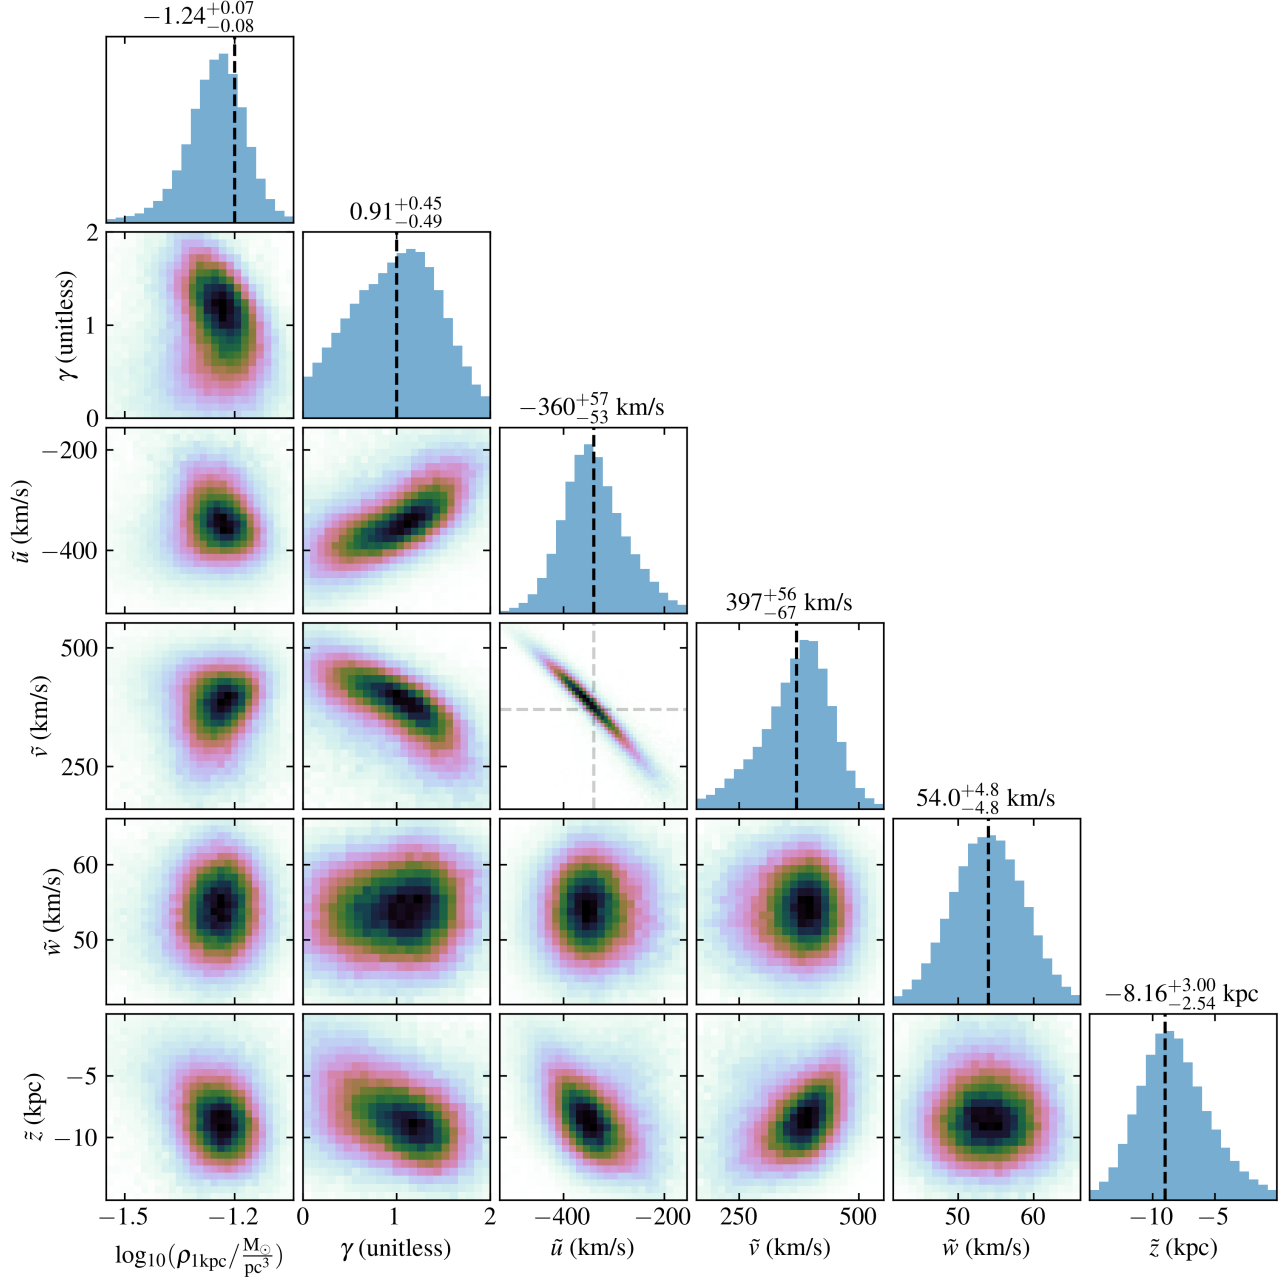 −1.24+0.07−0.08
0.91+0.45−0.49
2
1
0
γ (unitless)
−360+57−53 km/s
−200
−400
ũ (km/s)
397+56−67 km/s
500
250
ṽ (km/s)
54.0+4.8−4.8 km/s
60
50
w̃ (km/s)
−8.16+3.00−2.54 kpc
−5
−10
z̃ (kpc)
−1.5 −1.2 0 1 2 −400 −200 250 500 50 60 −10 −5
log10(ρ1kpc/M⊙/pc3) γ (unitless) ũ (km/s) ṽ (km/s) w̃ (km/s) z̃ (kpc)